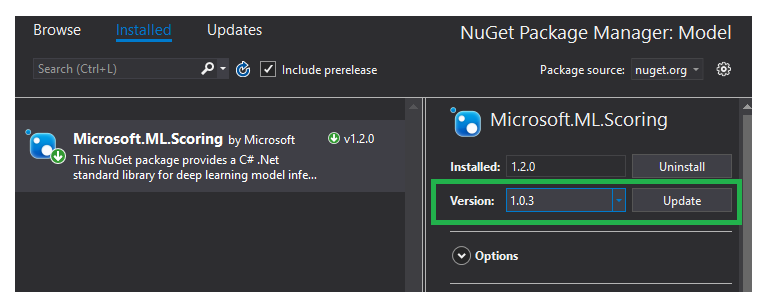 Browse Installed Updates
NuGet Package Manager: Model
Search (Ctrl+L)
Include prerelease
Package source: nuget.org
Microsoft.ML.Scoring by Microsoft
v1.2.0
This NuGet package provides a C# .Net
standard library for deep learning model infe...
Microsoft.ML.Scoring
Installed: 1.2.0 Uninstall
Version: 1.0.3 Update
Options